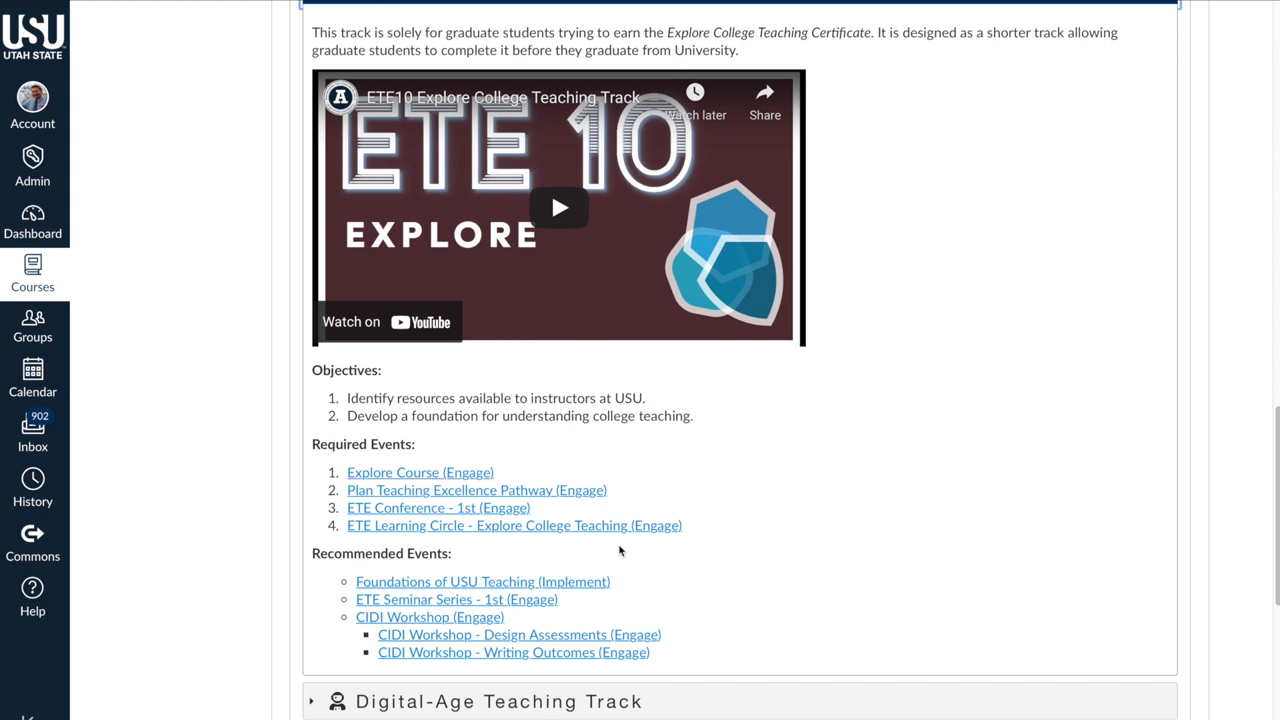 USU
UTAH STATE
Account
Admin
Dashboard
Courses
Groups
Calendar
902
Inbox
History
Commons
Help
This track is solely for graduate students trying to earn the Explore College Teaching Certificate. It is designed as a shorter track allowing
graduate students to complete it before they graduate from University.
A
ETE10 Explore College Teaching Track
Watch later
Share
ETE 10
EXPLORE
Watch on YouTube
Objectives:
1. Identify resources available to instructors at USU.
2. Develop a foundation for understanding college teaching.
Required Events:
1. Explore Course (Engage)
2. Plan Teaching Excellence Pathway (Engage)
3. ETE Conference - 1st (Engage)
4. ETE Learning Circle - Explore College Teaching (Engage)
Recommended Events:
Foundations of USU Teaching (Implement)
ETE Seminar Series - 1st (Engage)
CIDI Workshop (Engage)
CIDI Workshop - Design Assessments (Engage)
CIDI Workshop - Writing Outcomes (Engage)
Digital-Age Teaching Track